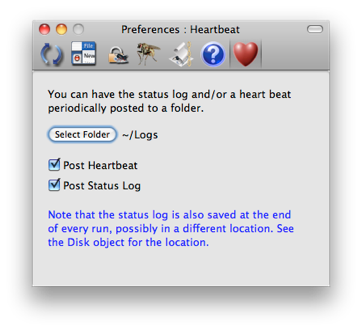 Preferences : Heartbeat
File
New
You can have the status log and/or a heart beat
periodically posted to a folder.
Select Folder ~/Logs
Post Heartbeat
Post Status Log
Note that the status log is also saved at the end
of every run, possibly in a different location. See
the Disk object for the location.